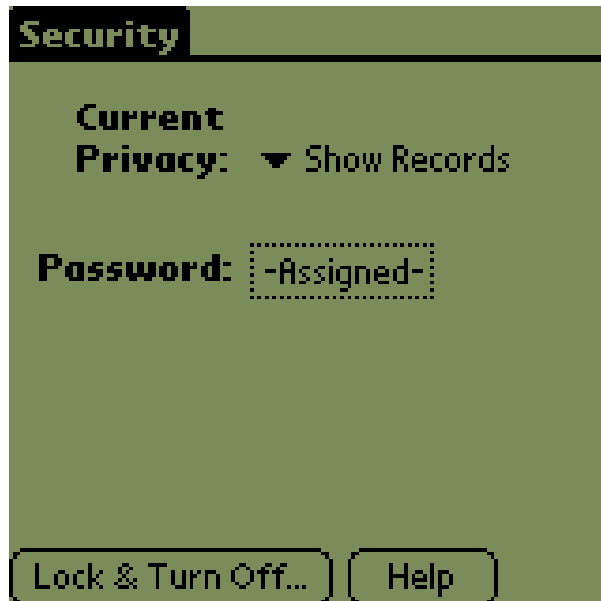 Security
Current
Privacy: Show Records
Password: -Assigned-
Lock & Turn Off... Help